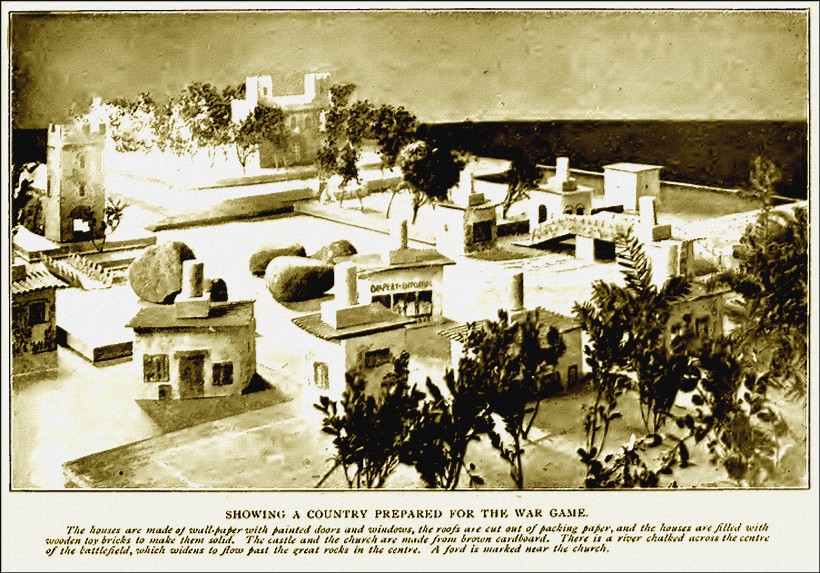 DRAPERY EMPORIUM
SHOWING A COUNTRY PREPARED FOR THE WAR GAME.
The houses are made of wall-paper with painted doors and windows, the roofs are cut out of packing paper, and the houses are filled with
wooden toy bricks to make them solid. The castle and the church are made from brown cardboard. There is a river chalked across the centre
of the battlefield, which widens to flow past the great rocks in the centre. A ford is marked near the church.